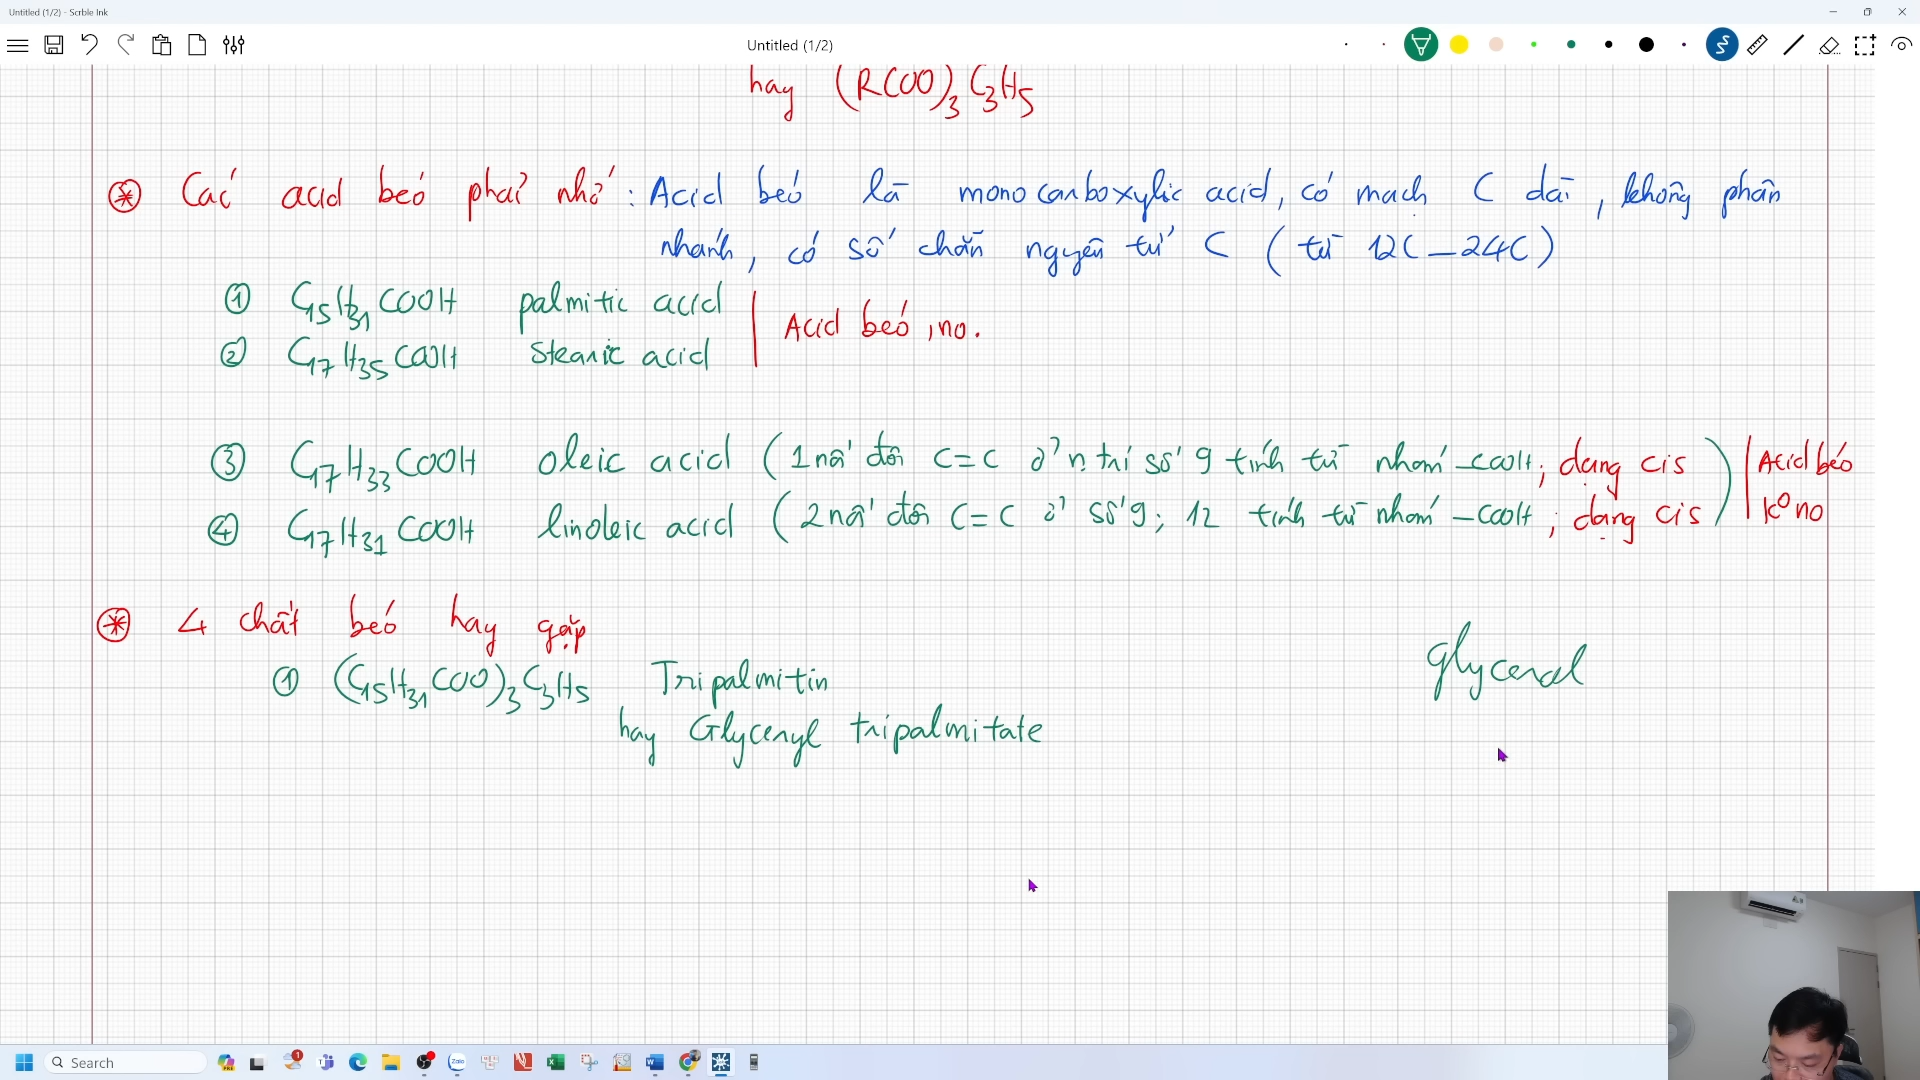 Untitled (1/2) - Scrble Ink
Untitled (1/2)
hay (RCOO)₃C₃H₅
* Các acid béo phải nhớ : Acid béo là monocarboxylic acid, có mạch C dài, không phân
nhánh, có số chẵn nguyên tử C (từ 12C – 24C)
① C₁₅H₃₁COOH palmitic acid
② C₁₇H₃₅COOH stearic acid
Acid béo, no.
③ C₁₇H₃₃COOH oleic acid (1 nối đôi C=C ở vị trí số 9 tính từ nhóm –COOH; dạng cis)
④ C₁₇H₃₁COOH linoleic acid (2 nối đôi C=C ở số 9; 12 tính từ nhóm –COOH; dạng cis)
Acid béo
k⁰ no
* 4 chất béo hay gặp
glycerol
① (C₁₅H₃₁COO)₃C₃H₅ Tripalmitin
hay Glyceryl tripalmitate
Search